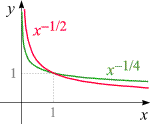 y
x^{-1/2}
x^{-1/4}
1
x
1